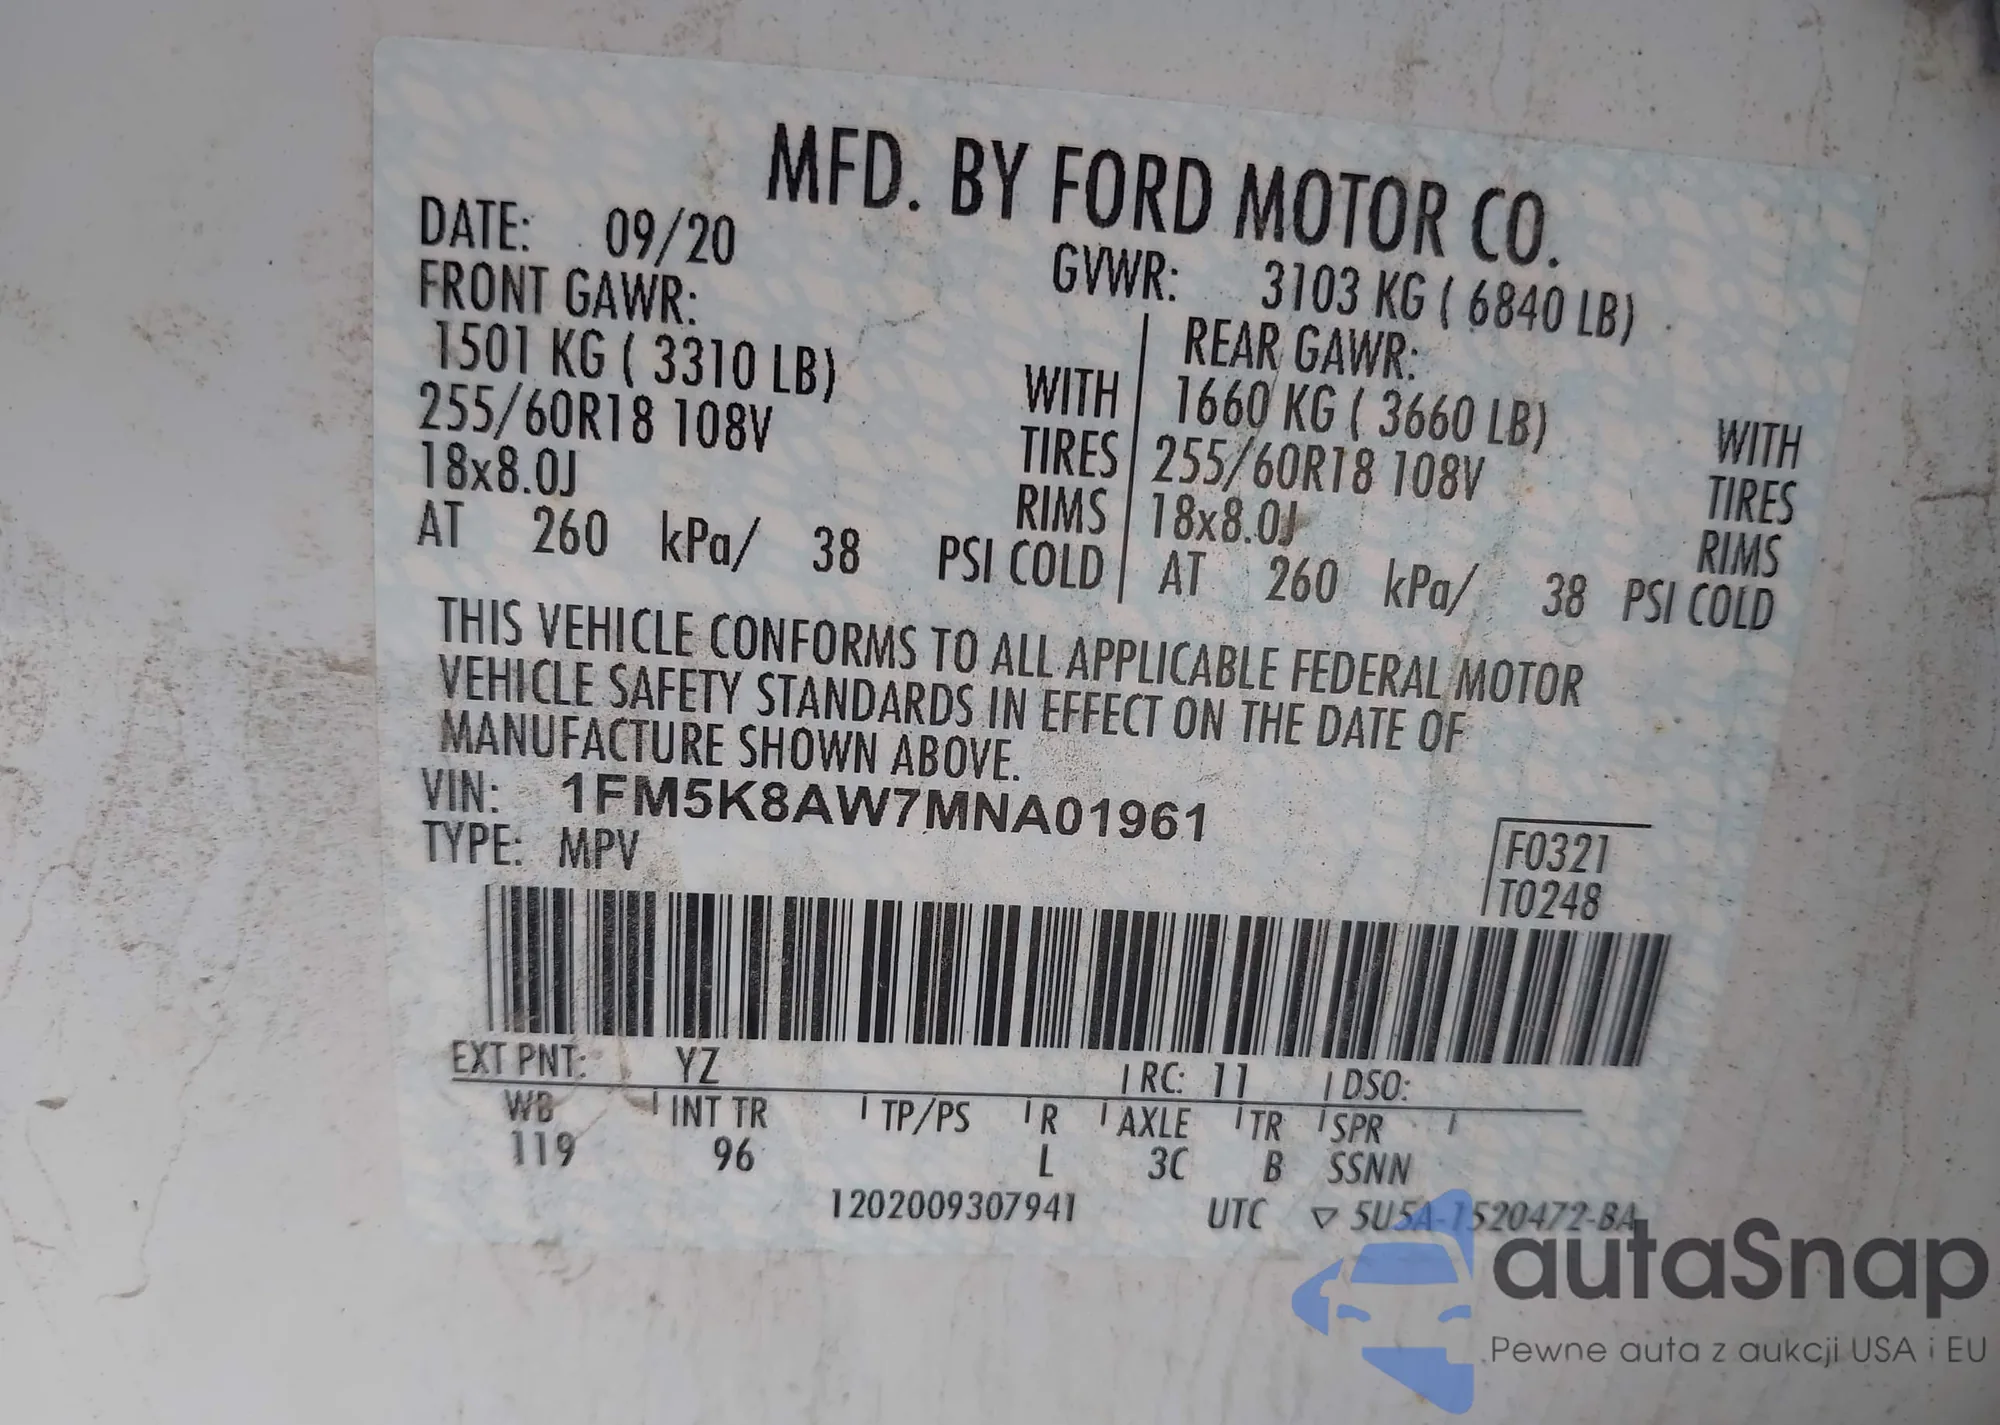 MFD. BY FORD MOTOR CO.
DATE: 09/20 GVWR: 3103 KG ( 6840 LB)
FRONT GAWR: REAR GAWR:
1501 KG ( 3310 LB) WITH 1660 KG ( 3660 LB) WITH
255/60R18 108V TIRES 255/60R18 108V TIRES
18x8.0J RIMS 18x8.0J RIMS
AT 260 kPa/ 38 PSI COLD AT 260 kPa/ 38 PSI COLD
THIS VEHICLE CONFORMS TO ALL APPLICABLE FEDERAL MOTOR
VEHICLE SAFETY STANDARDS IN EFFECT ON THE DATE OF
MANUFACTURE SHOWN ABOVE.
VIN: 1FM5K8AW7MNA01961
TYPE: MPV
F0321
T0248
EXT PNT: YZ RC: 11 DSO:
WB INT TR TP/PS R AXLE TR SPR
119 96 L 3C B SSNN
1202009307941 UTC ▽ 5U5A-1520472-BA
autaSnap
Pewne auta z aukcji USA i EU